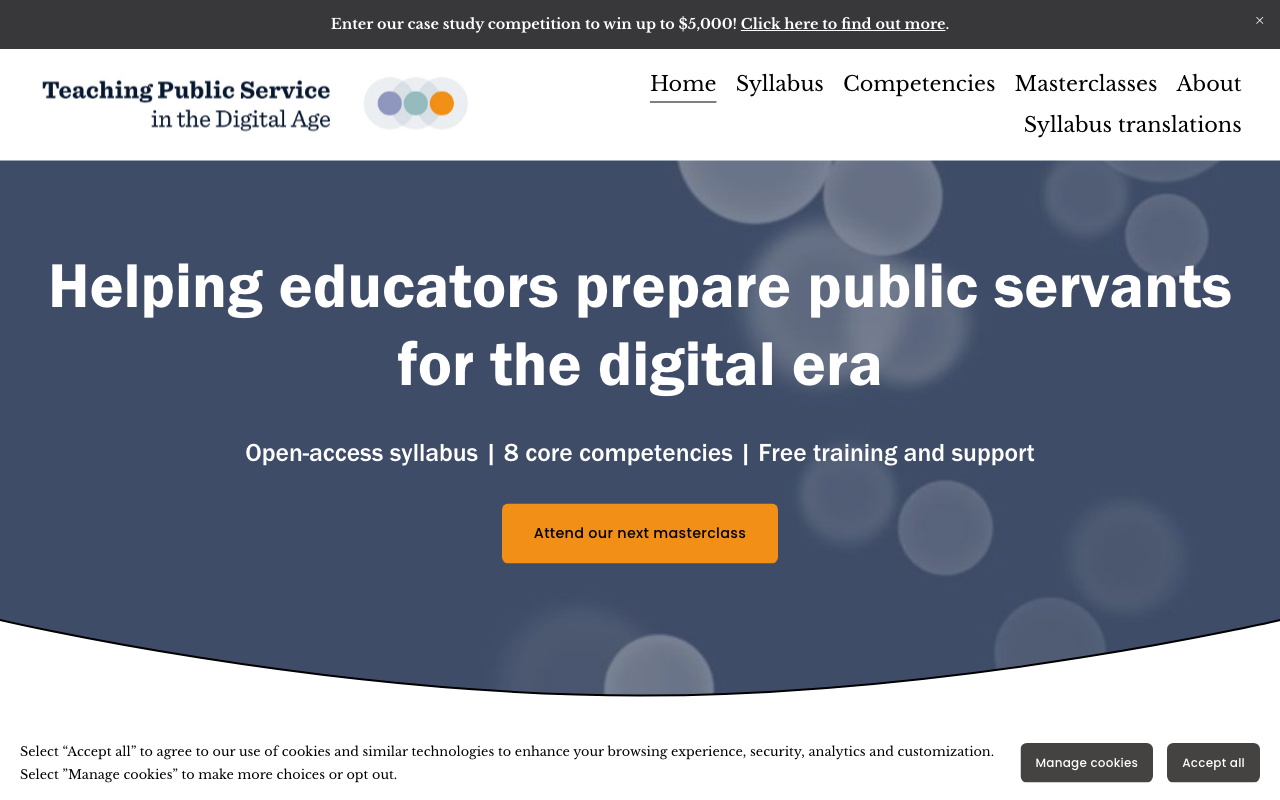 Enter our case study competition to win up to $5,000! Click here to find out more.
Teaching Public Service
in the Digital Age
Home Syllabus Competencies Masterclasses About
Syllabus translations
Helping educators prepare public servants
for the digital era
Open-access syllabus | 8 core competencies | Free training and support
Attend our next masterclass
Select “Accept all” to agree to our use of cookies and similar technologies to enhance your browsing experience, security, analytics and customization.
Select ”Manage cookies” to make more choices or opt out.
Manage cookies Accept all